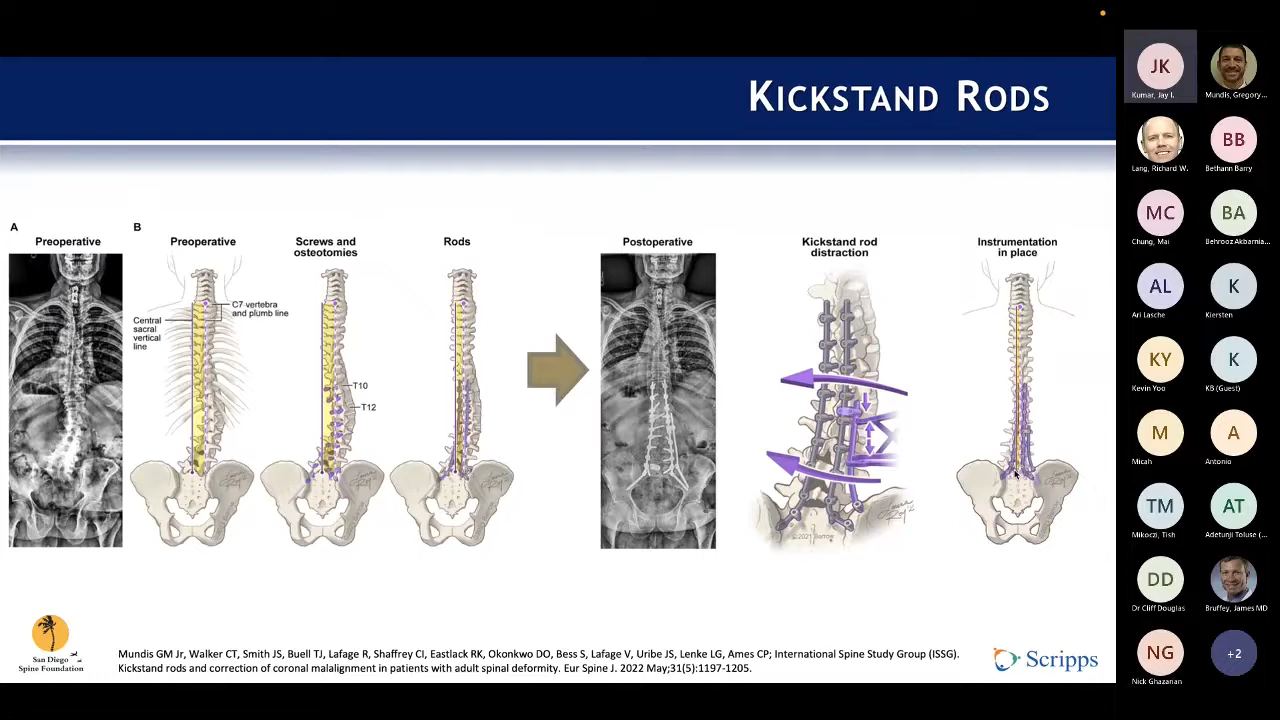 KICKSTAND RODS
A
B
Preoperative
Preoperative
Screws and
osteotomies
Rods
Postoperative
Kickstand rod
distraction
Instrumentation
in place
C7 vertebra
and plumb line
Central
sacral
vertical
line
T10
T12
©2021 Barrow
San Diego
Spine Foundation
Mundis GM Jr, Walker CT, Smith JS, Buell TJ, Lafage R, Shaffrey CI, Eastlack RK, Okonkwo DO, Bess S, Lafage V, Uribe JS, Lenke LG, Ames CP; International Spine Study Group (ISSG).
Kickstand rods and correction of coronal malalignment in patients with adult spinal deformity. Eur Spine J. 2022 May;31(5):1197-1205.
Scripps
JK
Kumar, Jay I.
Mundis, Gregory...
Lang, Richard W.
BB
Bethann Barry
MC
Chung, Mai
BA
Behrooz Akbarnia...
AL
Ari Lasche
K
Kiersten
KY
Kevin Yoo
K
KB (Guest)
M
Micah
A
Antonio
TM
Mikoczi, Tish
AT
Adetunji Toluse (...
DD
Dr Cliff Douglas
Bruffey, James MD
NG
Nick Ghazanan
+2